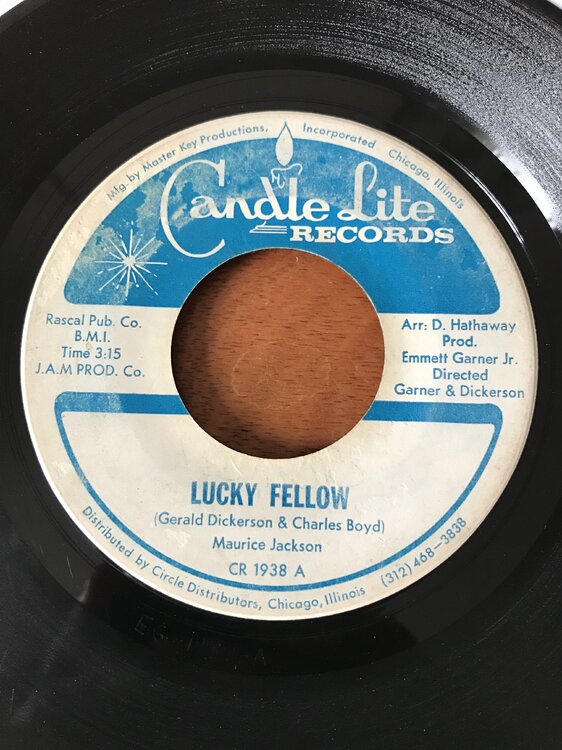 Mfg. by Master Key Productions, Incorporated Chicago, Illinois
Candle Lite
RECORDS
Rascal Pub. Co.
B.M.I.
Time 3:15
J.A.M PROD. Co.
Arr: D. Hathaway
Prod.
Emmett Garner Jr.
Directed
Garner & Dickerson
LUCKY FELLOW
(Gerald Dickerson & Charles Boyd)
Maurice Jackson
CR 1938 A
Distributed by Circle Distributors, Chicago, Illinois (312) 468-3838